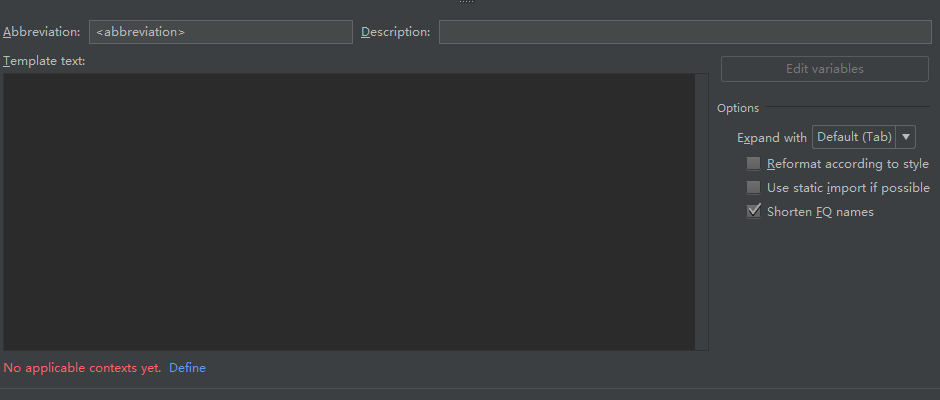 Abbreviation: <abbreviation> Description:
Template text:
Edit variables
Options
Expand with Default (Tab)
Reformat according to style
Use static import if possible
Shorten FQ names
No applicable contexts yet. Define